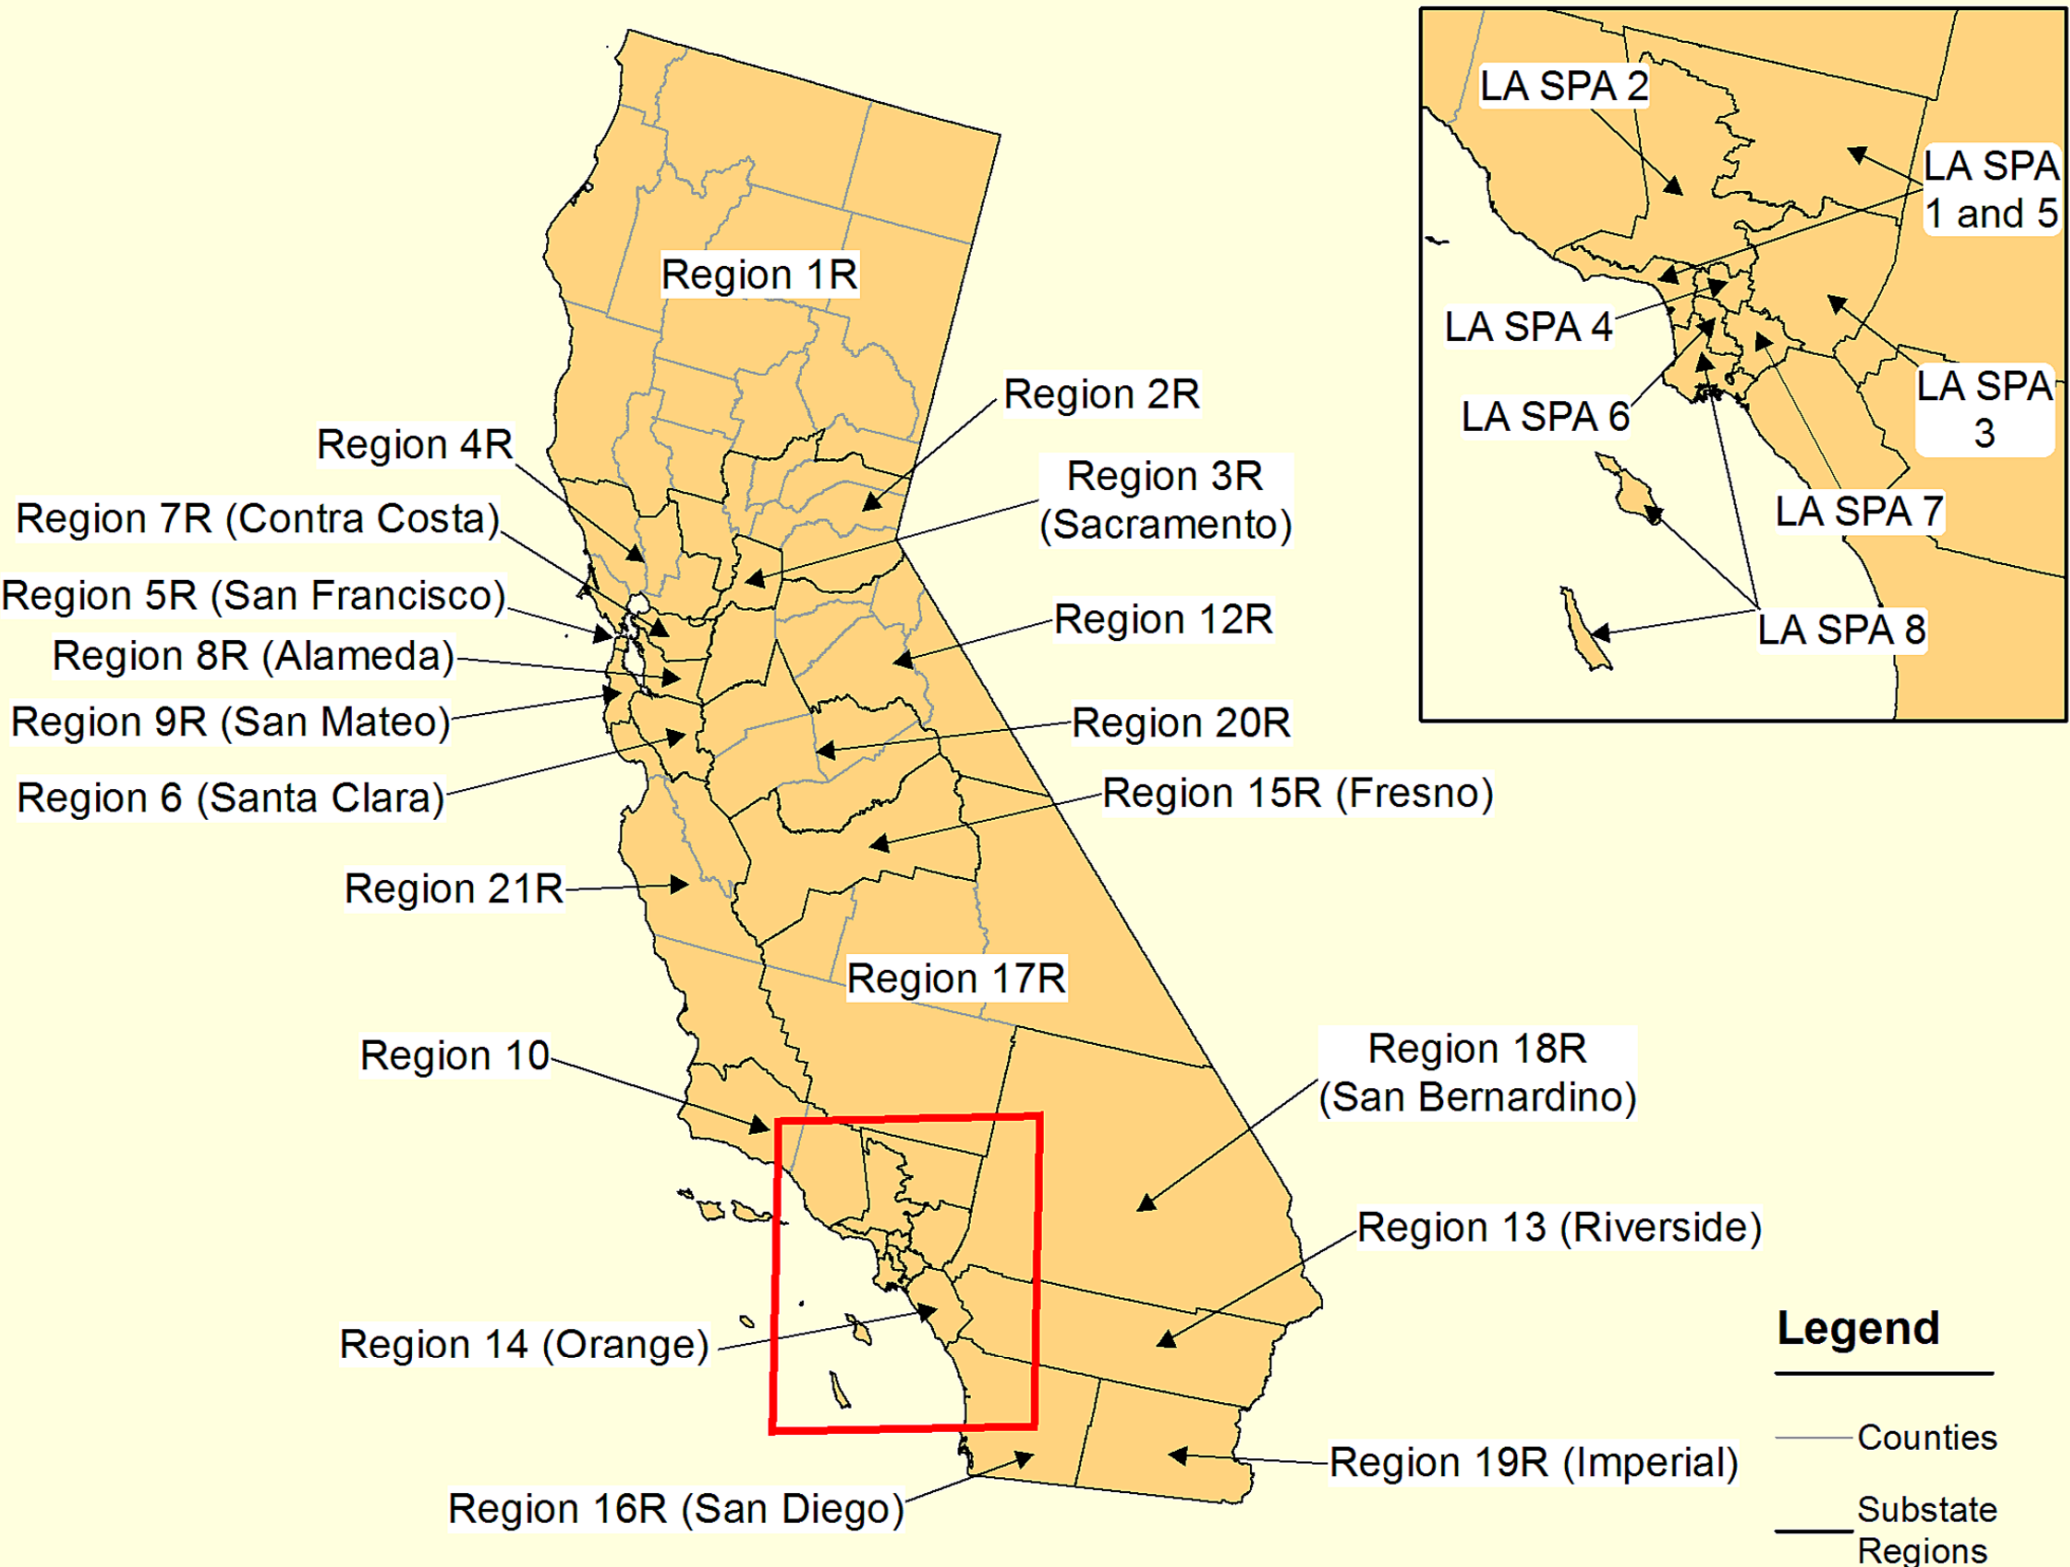 Region 1R
Region 2R
Region 4R
Region 3R
(Sacramento)
Region 7R (Contra Costa)
Region 5R (San Francisco)
Region 12R
Region 8R (Alameda)
Region 9R (San Mateo)
Region 20R
Region 6 (Santa Clara)
Region 15R (Fresno)
Region 21R
Region 17R
Region 10
Region 18R
(San Bernardino)
Region 13 (Riverside)
Region 14 (Orange)
Region 19R (Imperial)
Region 16R (San Diego)
LA SPA 2
LA SPA
1 and 5
LA SPA 4
LA SPA
3
LA SPA 6
LA SPA 7
LA SPA 8
Legend
Counties
Substate
Regions